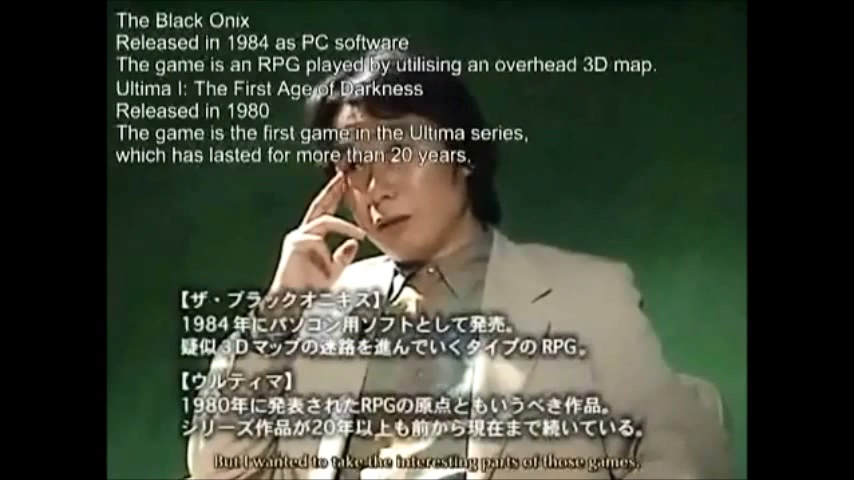 The Black Onix
Released in 1984 as PC software
The game is an RPG played by utilising an overhead 3D map.
Ultima I: The First Age of Darkness
Released in 1980
The game is the first game in the Ultima series,
which has lasted for more than 20 years.
【ザ・ブラックオニキス】
1984年にパソコン用ソフトとして発売。
疑似3Dマップの迷路を進んでいくタイプのRPG。
【ウルティマ】
1980年に発表されたRPGの原点ともいうべき作品。
シリーズ作品が20年以上も前から現在まで続いている。
But I wanted to take the interesting parts of those games.